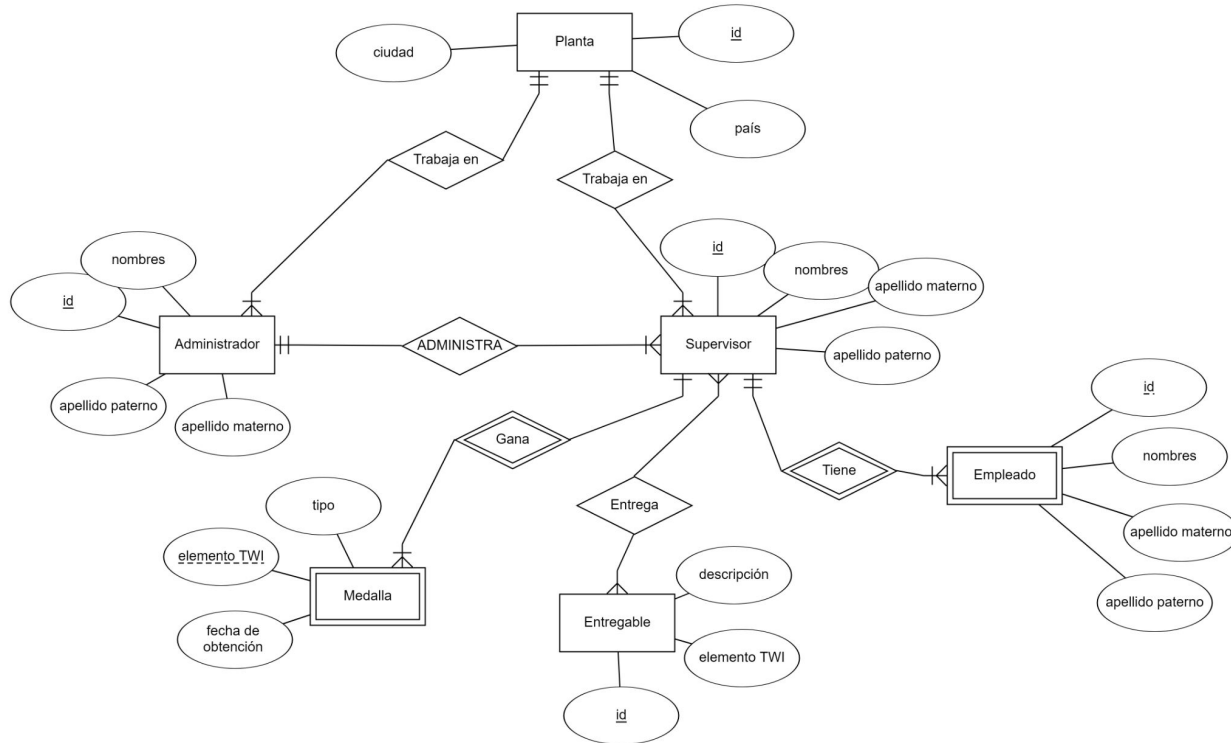 Planta
id
ciudad
país
Trabaja en
Trabaja en
id
nombres
nombres
apellido materno
id
Administrador
ADMINISTRA
Supervisor
apellido paterno
id
apellido paterno
apellido materno
Gana
nombres
Tiene
Empleado
tipo
Entrega
apellido materno
elemento TWI
descripción
Medalla
apellido paterno
Entregable
fecha de
obtención
elemento TWI
id